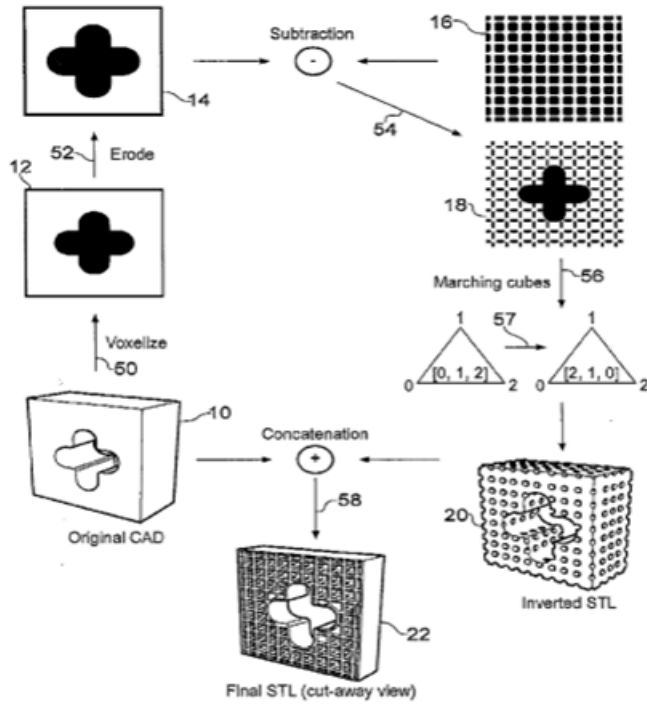 Subtraction
-
16
14
54
52
Erode
12
18
56
Marching cubes
57
1
1
[0, 1, 2]
[2, 1, 0]
0
2
0
2
Voxelize
50
10
Concatenation
+
58
20
Original CAD
Inverted STL
22
Final STL (cut-away view)